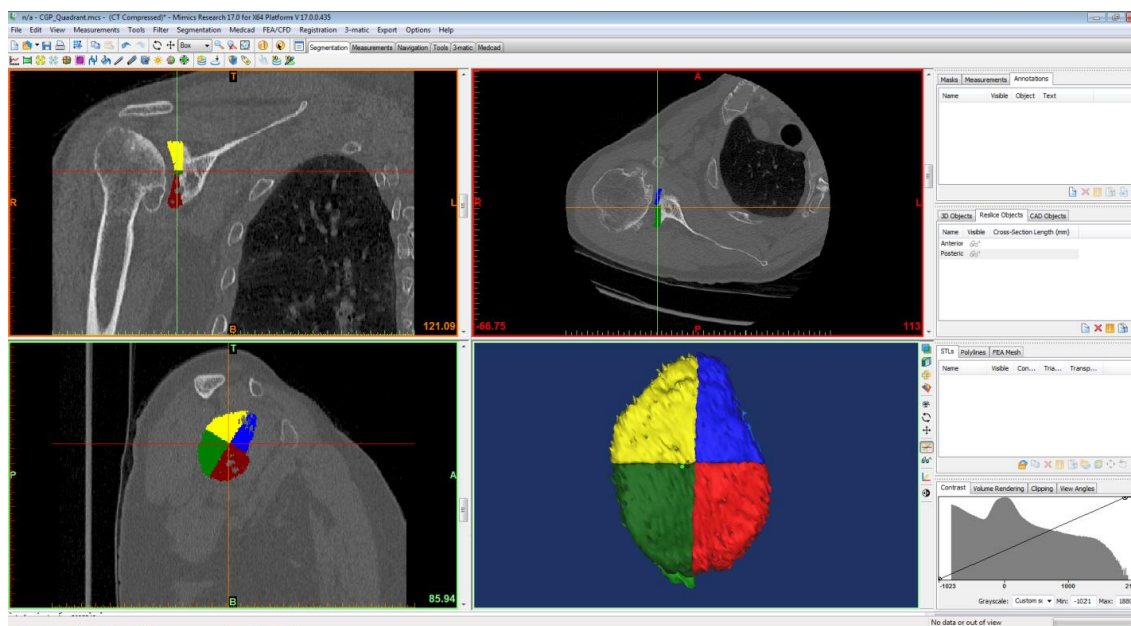 n/a - CGP_Quadrant.mcs - (CT Compressed)* - Mimics Research 17.0 for X64 Platform V 17.0.0.435
File Edit View Measurements Tools Filter Segmentation Medcad FEA/CFD Registration 3-matic Export Options Help
Box
Segmentation Measurements Navigation Tools 3-matic Medcad
T
R
L
B
121.09
A
R
L
P
-66.75
113
T
P
A
B
85.94
Masks Measurements Annotations
Name Visible Object Text
3D Objects Reslice Objects CAD Objects
Name Visible Cross-Section Length (mm)
Anterior
Posteric
STLs Polylines FEA Mesh
Name Visible Con... Tria... Transp...
Contrast Volume Rendering Clipping View Angles
-1023 0 1000 21
Grayscale: Custom s Min: -1021 Max: 1880
No data or out of view